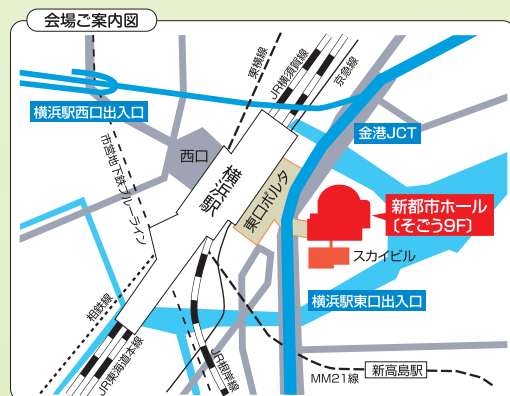 会場ご案内図
東横線
JR横須賀線
京急線
横浜駅西口出入口
金港JCT
西口
市営地下鉄ブルーライン
横浜駅
東口ポルタ
新都市ホール
〔そごう9F〕
スカイビル
横浜駅東口出入口
相鉄線
JR東海道本線
JR根岸線
MM21線
新高島駅